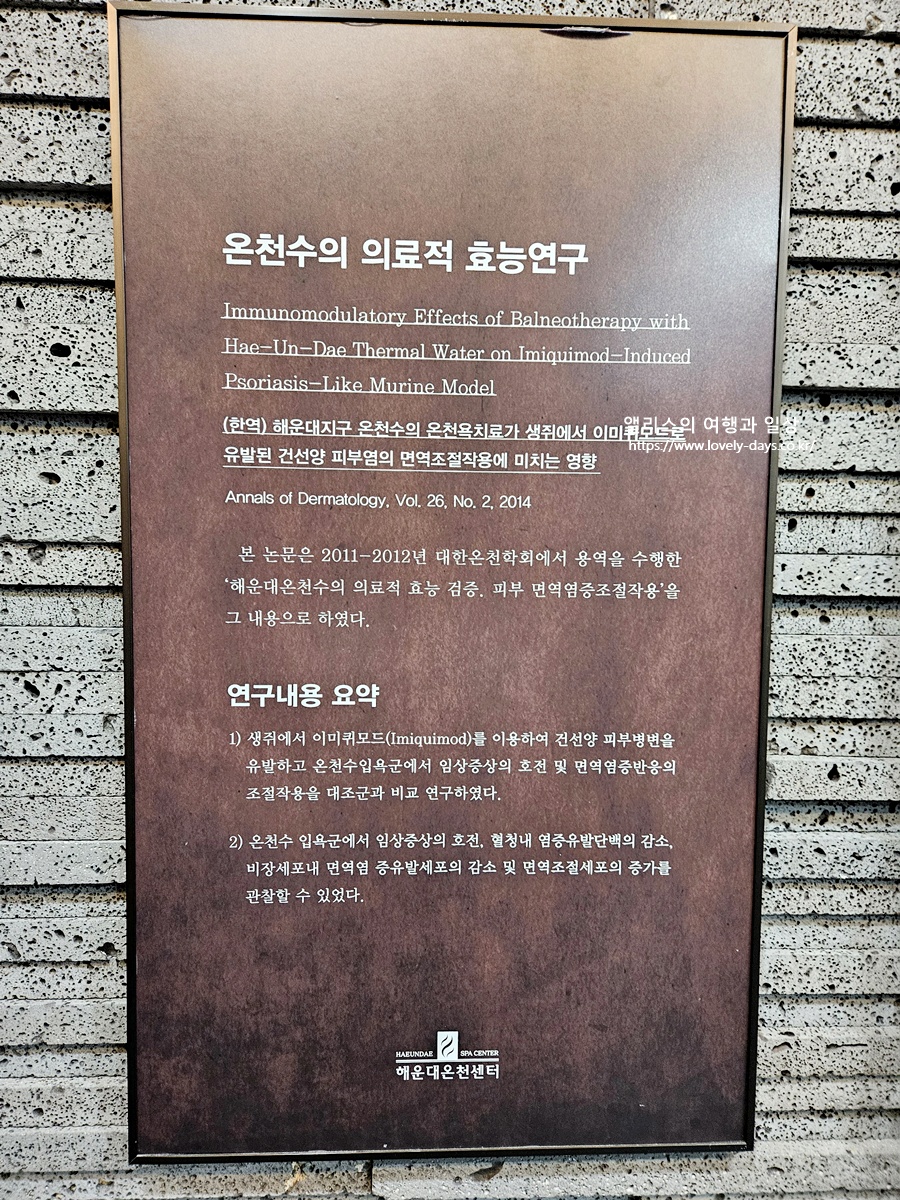 온천수의 의료적 효능연구
Immunomodulatory Effects of Balneotherapy with
Hae-Un-Dae Thermal Water on Imiquimod-Induced
Psoriasis-Like Murine Model
(한역) 해운대지구 온천수의 온천욕치료가 생쥐에서 이미퀴모드로
앨리스의 여행과 일상
https://www.lovely-days.co.kr/
유발된 건선양 피부염의 면역조절작용에 미치는 영향
Annals of Dermatology, Vol. 26, No. 2, 2014
본 논문은 2011-2012년 대한온천학회에서 용역을 수행한
'해운대온천수의 의료적 효능 검증. 피부 면역염증조절작용'을
그 내용으로 하였다.
연구내용 요약
1) 생쥐에서 이미퀴모드(Imiquimod)를 이용하여 건선양 피부병변을
유발하고 온천수입욕군에서 임상증상의 호전 및 면역염증반응의
조절작용을 대조군과 비교 연구하였다.
2) 온천수 입욕군에서 임상증상의 호전, 혈청내 염증유발단백의 감소,
비장세포내 면역염 증유발세포의 감소 및 면역조절세포의 증가를
관찰할 수 있었다.
HAEUNDAE SPA CENTER
해운대온천센터